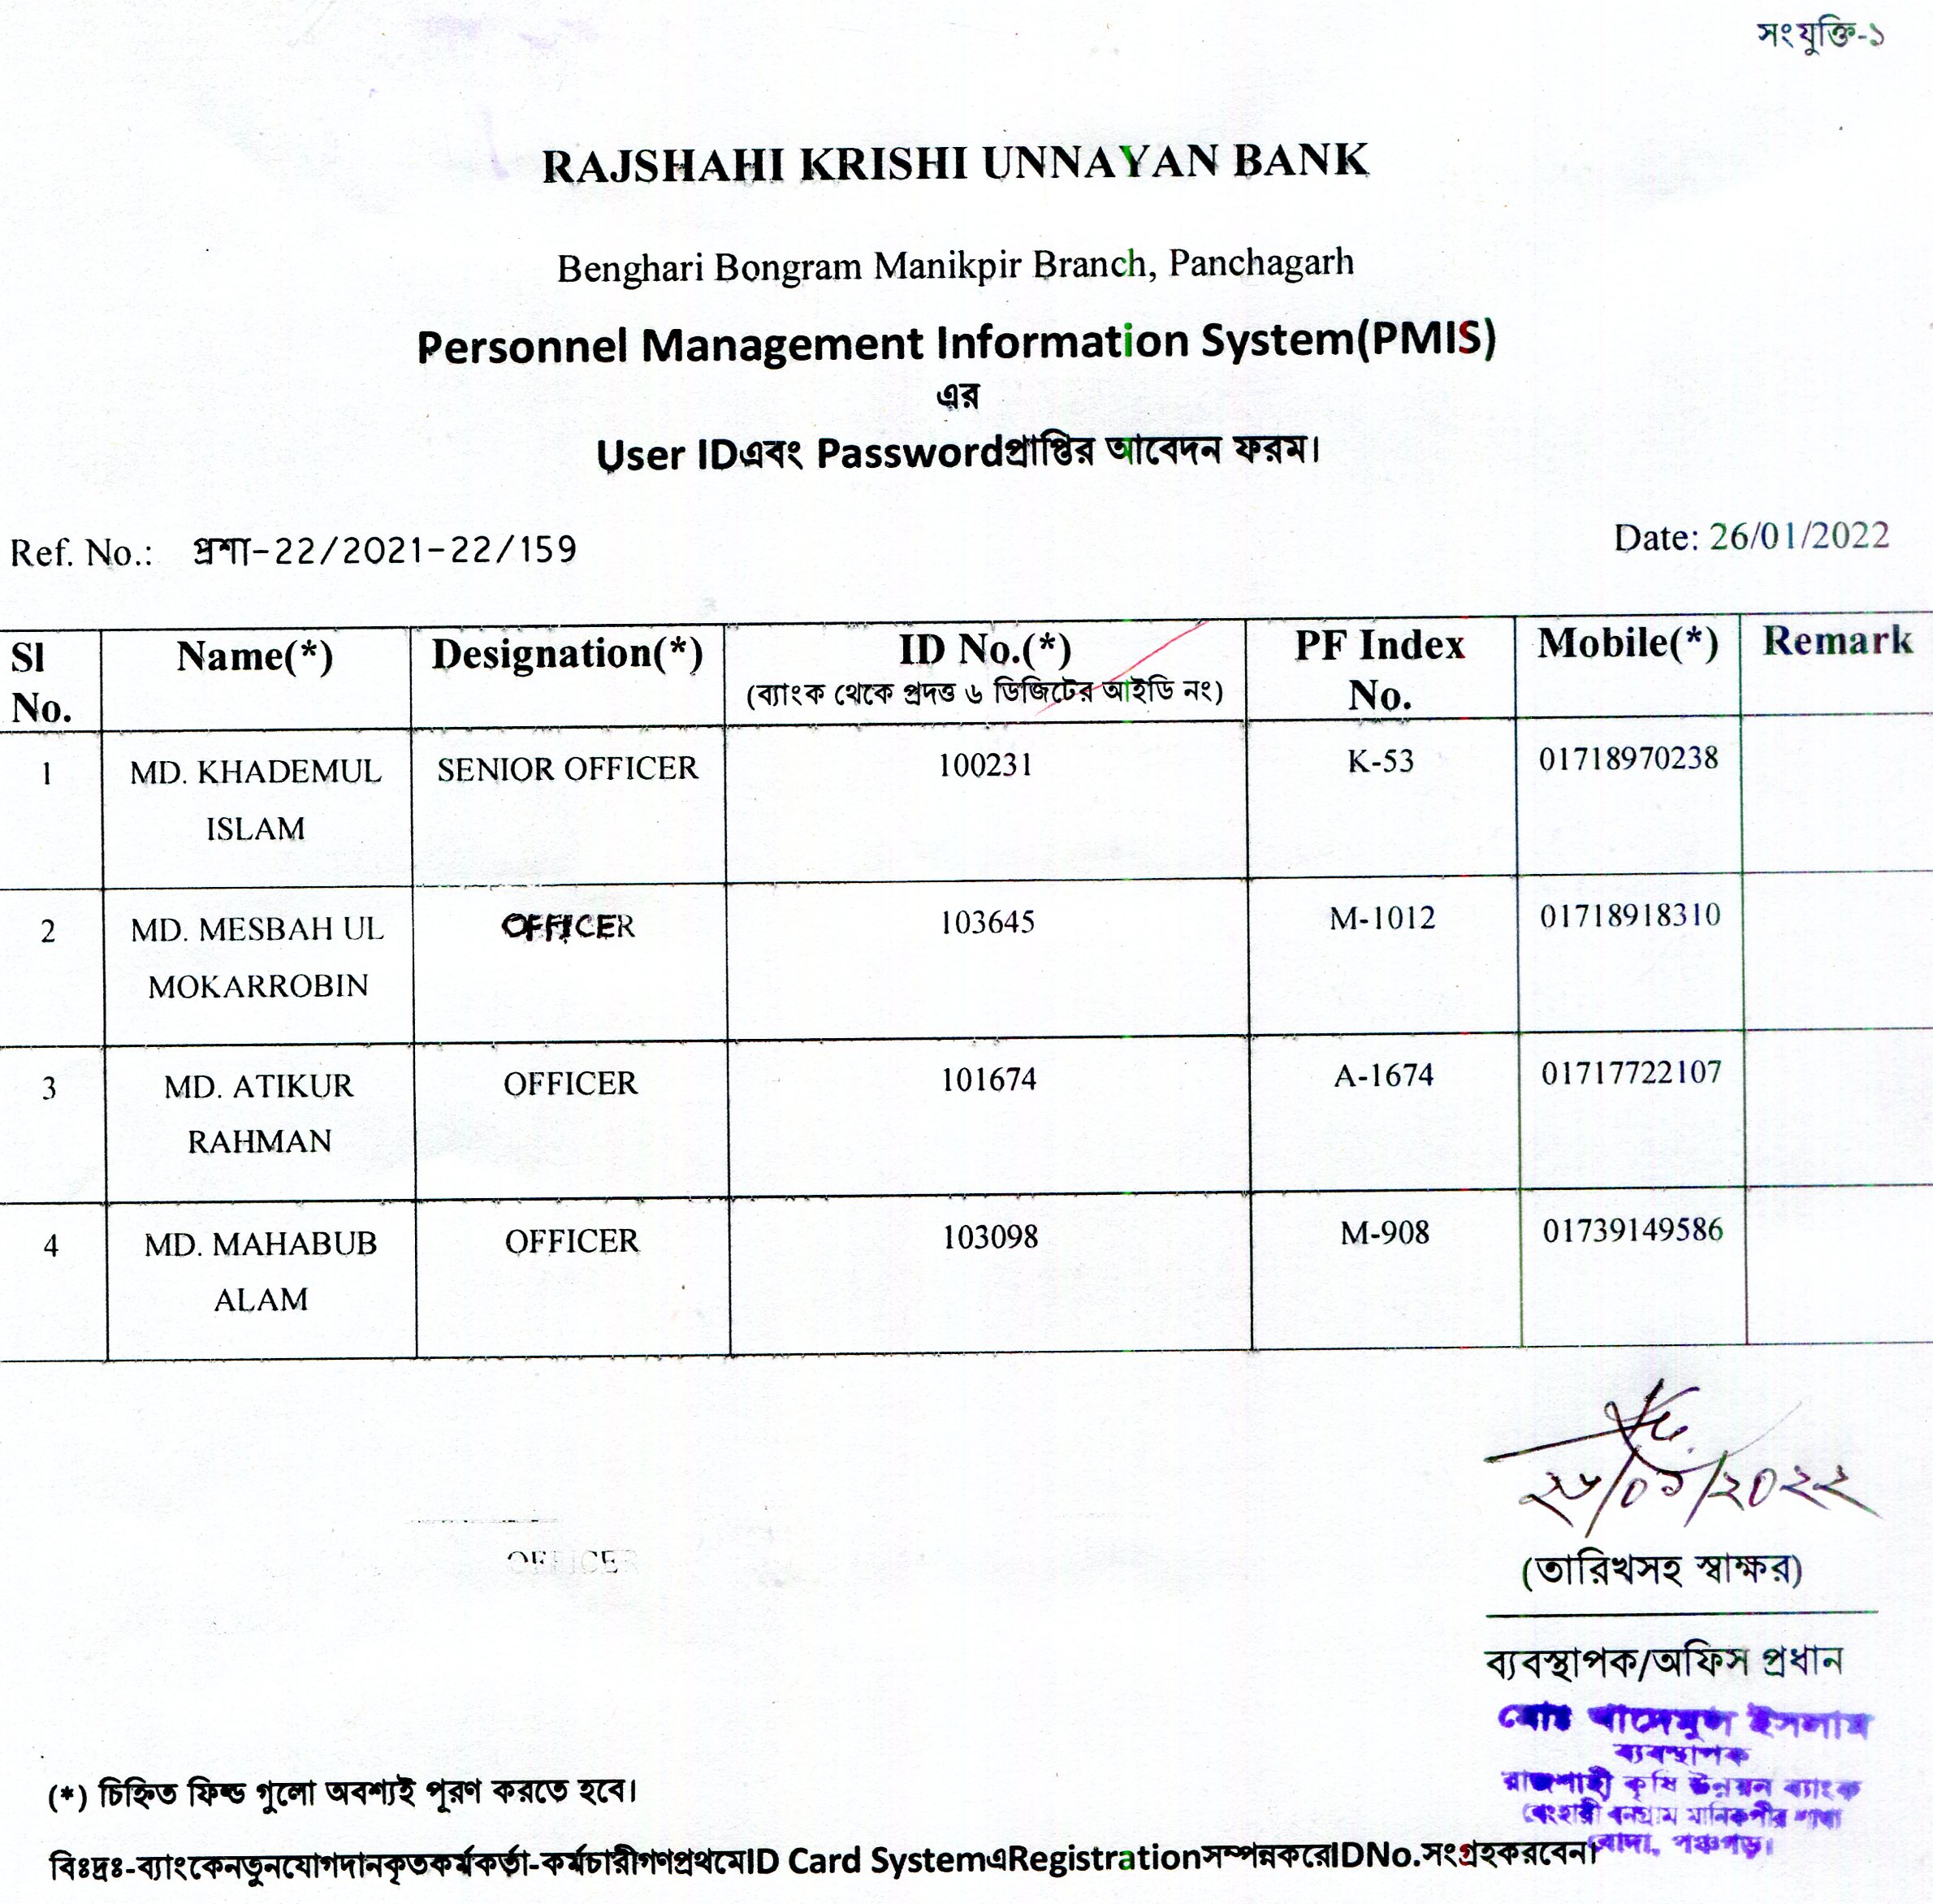 সংযুক্তি-১
RAJSHAHI KRISHI UNNAYAN BANK
Benghari Bongram Manikpir Branch, Panchagarh
Personnel Management Information System(PMIS)
এর
User IDএবং Passwordপ্রাপ্তির আবেদন ফরম।
Ref. No.: প্রশা-22/2021-22/159 Date: 26/01/2022
Sl No. Name(*) Designation(*) ID No.(*) (ব্যাংক থেকে প্রদত্ত ৬ ডিজিটের আইডি নং) PF Index No. Mobile(*) Remark
1 MD. KHADEMUL ISLAM SENIOR OFFICER 100231 K-53 01718970238
2 MD. MESBAH UL MOKARROBIN OFFICER 103645 M-1012 01718918310
3 MD. ATIKUR RAHMAN OFFICER 101674 A-1674 01717722107
4 MD. MAHABUB ALAM OFFICER 103098 M-908 01739149586
২৬/০১/২০২২
OFFICER
(তারিখসহ স্বাক্ষর)
ব্যবস্থাপক/অফিস প্রধান
মোঃ খাদেমুল ইসলাম
ব্যবস্থাপক
রাজশাহী কৃষি উন্নয়ন ব্যাংক
বেংহারী বনগ্রাম মানিকপীর শাখা
বোদা, পঞ্চগড়।
(*) চিহ্নিত ফিল্ড গুলো অবশ্যই পূরণ করতে হবে।
বিঃদ্রঃ-ব্যাংকেনতুনযোগদানকৃতকর্মকর্তা-কর্মচারীগণপ্রথমেID Card SystemএRegistrationসম্পন্নকরেIDNo.সংগ্রহকরবেন।